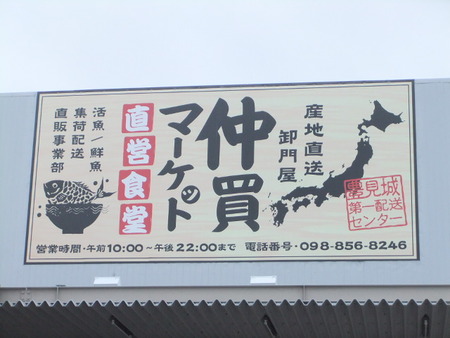 産地直送
卸問屋
仲買
マーケット
直営食堂
活魚・鮮魚
集荷配送
直販事業部
豊見城
第一配送
センター
営業時間・午前10:00～午後22:00まで 電話番号・098-856-8246